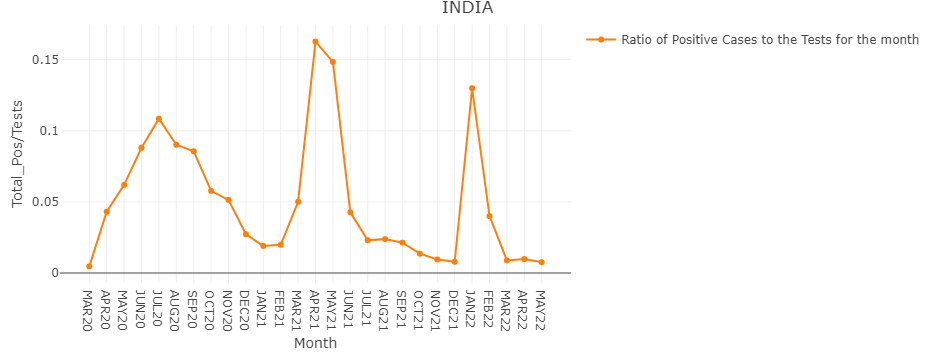 INDIA
Ratio of Positive Cases to the Tests for the month
Total_Pos/Tests
0.15
0.1
0.05
0
MAR20
APR20
MAY20
JUN20
JUL20
AUG20
SEP20
OCT20
NOV20
DEC20
JAN21
FEB21
MAR21
APR21
MAY21
JUN21
JUL21
AUG21
SEP21
OCT21
NOV21
DEC21
JAN22
FEB22
MAR22
APR22
MAY22
Month